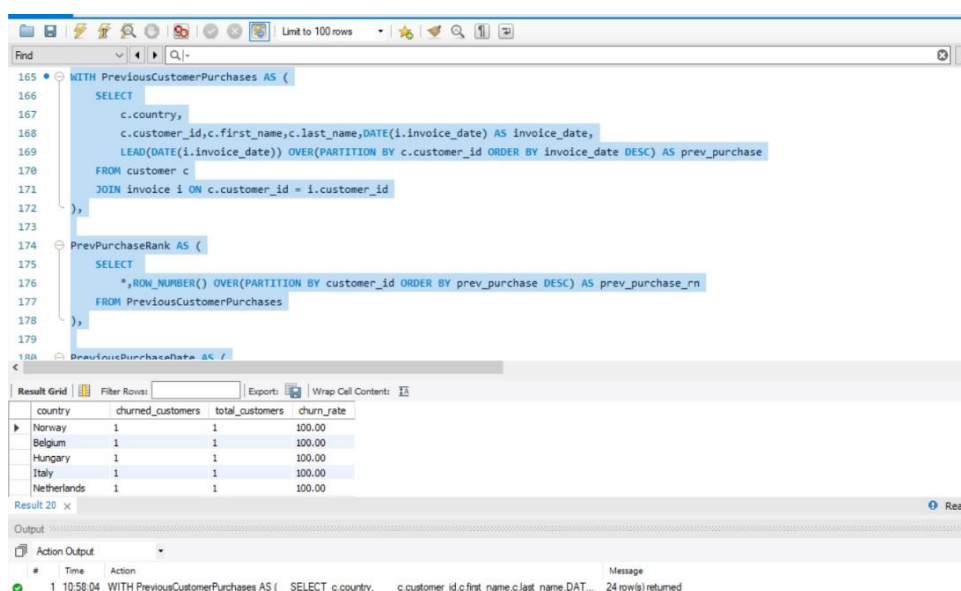 Limit to 100 rows
Find
165 WITH PreviousCustomerPurchases AS (
166 SELECT
167 c.country,
168 c.customer_id,c.first_name,c.last_name,DATE(i.invoice_date) AS invoice_date,
169 LEAD(DATE(i.invoice_date)) OVER(PARTITION BY c.customer_id ORDER BY invoice_date DESC) AS prev_purchase
170 FROM customer c
171 JOIN invoice i ON c.customer_id = i.customer_id
172 ),
173
174 PrevPurchaseRank AS (
175 SELECT
176 *,ROW_NUMBER() OVER(PARTITION BY customer_id ORDER BY prev_purchase DESC) AS prev_purchase_rn
177 FROM PreviousCustomerPurchases
178 ),
179
180 PreviousPurchaseDate AS (
Result Grid Filter Rows: Export: Wrap Cell Content: IA
country churned_customers total_customers churn_rate
Norway 1 1 100.00
Belgium 1 1 100.00
Hungary 1 1 100.00
Italy 1 1 100.00
Netherlands 1 1 100.00
Result 20 × Rea
Output
Action Output
# Time Action Message
1 10:58:04 WITH PreviousCustomerPurchases AS ( SELECT c.country, c.customer_id,c.first_name,c.last_name,DAT... 24 row(s) returned